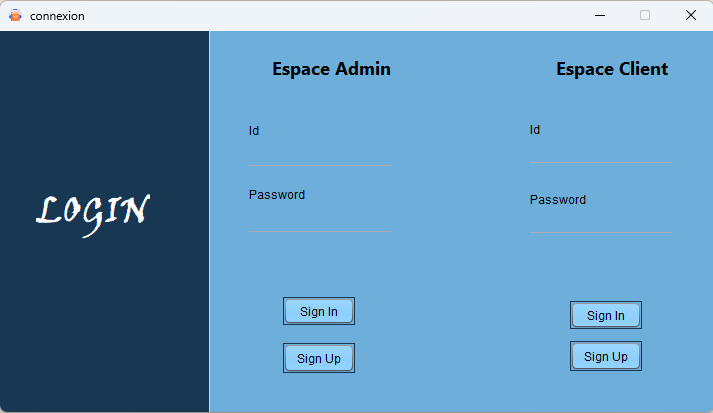 connexion
LOGIN
Espace Admin
Id
Password
Sign In
Sign Up
Espace Client
Id
Password
Sign In
Sign Up